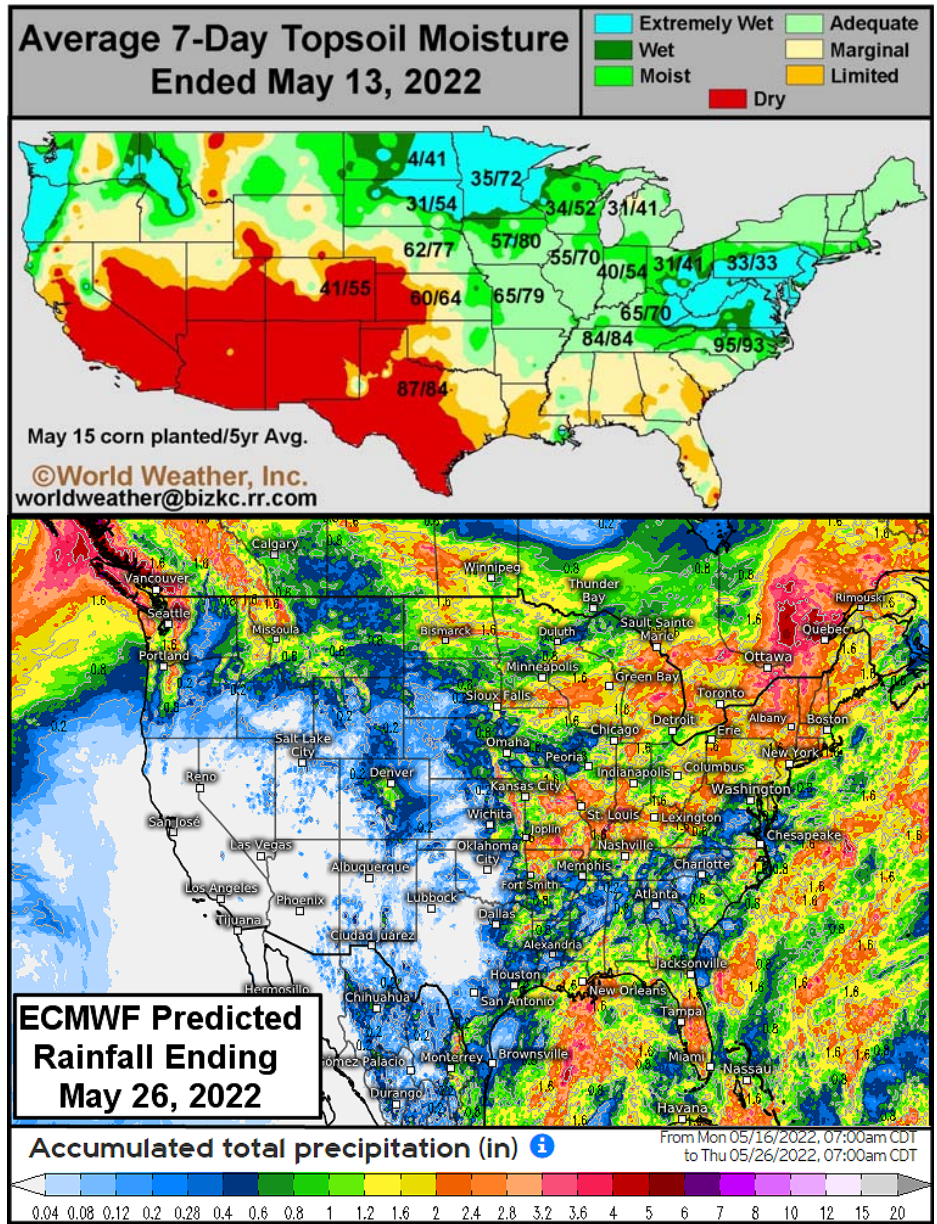 Average 7-Day Topsoil Moisture
Ended May 13, 2022
Extremely Wet
Adequate
Wet
Marginal
Moist
Limited
Dry
4/41
35/72
31/54
34/52
31/41
62/77
57/80
55/70
40/54
31/41
33/33
41/55
60/64
65/79
65/70
84/84
95/93
87/84
May 15 corn planted/5yr Avg.
©World Weather, Inc.
worldweather@bizkc.rr.com
Calgary
Winnipeg
Vancouver
Thunder
Bay
Rimouski
Seattle
Missoula
Bismarck
Duluth
Sault Sainte
Marie
Quebec
Portland
Minneapolis
Ottawa
Green Bay
Sioux Falls
Toronto
Detroit
Albany
Boston
Salt Lake
City
Omaha
Chicago
Erie
Reno
Denver
Peoria
New York
Indianapolis
Columbus
Kansas City
Washington
San José
Wichita
St. Louis
Lexington
Joplin
Chesapeake
Las Vegas
Oklahoma
City
Nashville
Albuquerque
Memphis
Charlotte
Los Angeles
Phoenix
Lubbock
Fort Smith
Atlanta
Tijuana
Dallas
Ciudad Juárez
Alexandria
Jacksonville
Houston
Hermosillo
Chihuahua
San Antonio
New Orleans
Tampa
ECMWF Predicted
Rainfall Ending
May 26, 2022
Gómez Palacio
Monterrey
Brownsville
Miami
Nassau
Durango
Havana
Accumulated total precipitation (in)
From Mon 05/16/2022, 07:00am CDT
to Thu 05/26/2022, 07:00am CDT
0.04 0.08 0.12 0.2 0.28 0.4 0.6 0.8 1 1.2 1.6 2 2.4 2.8 3.2 3.6 4 5 6 7 8 10 12 15 20